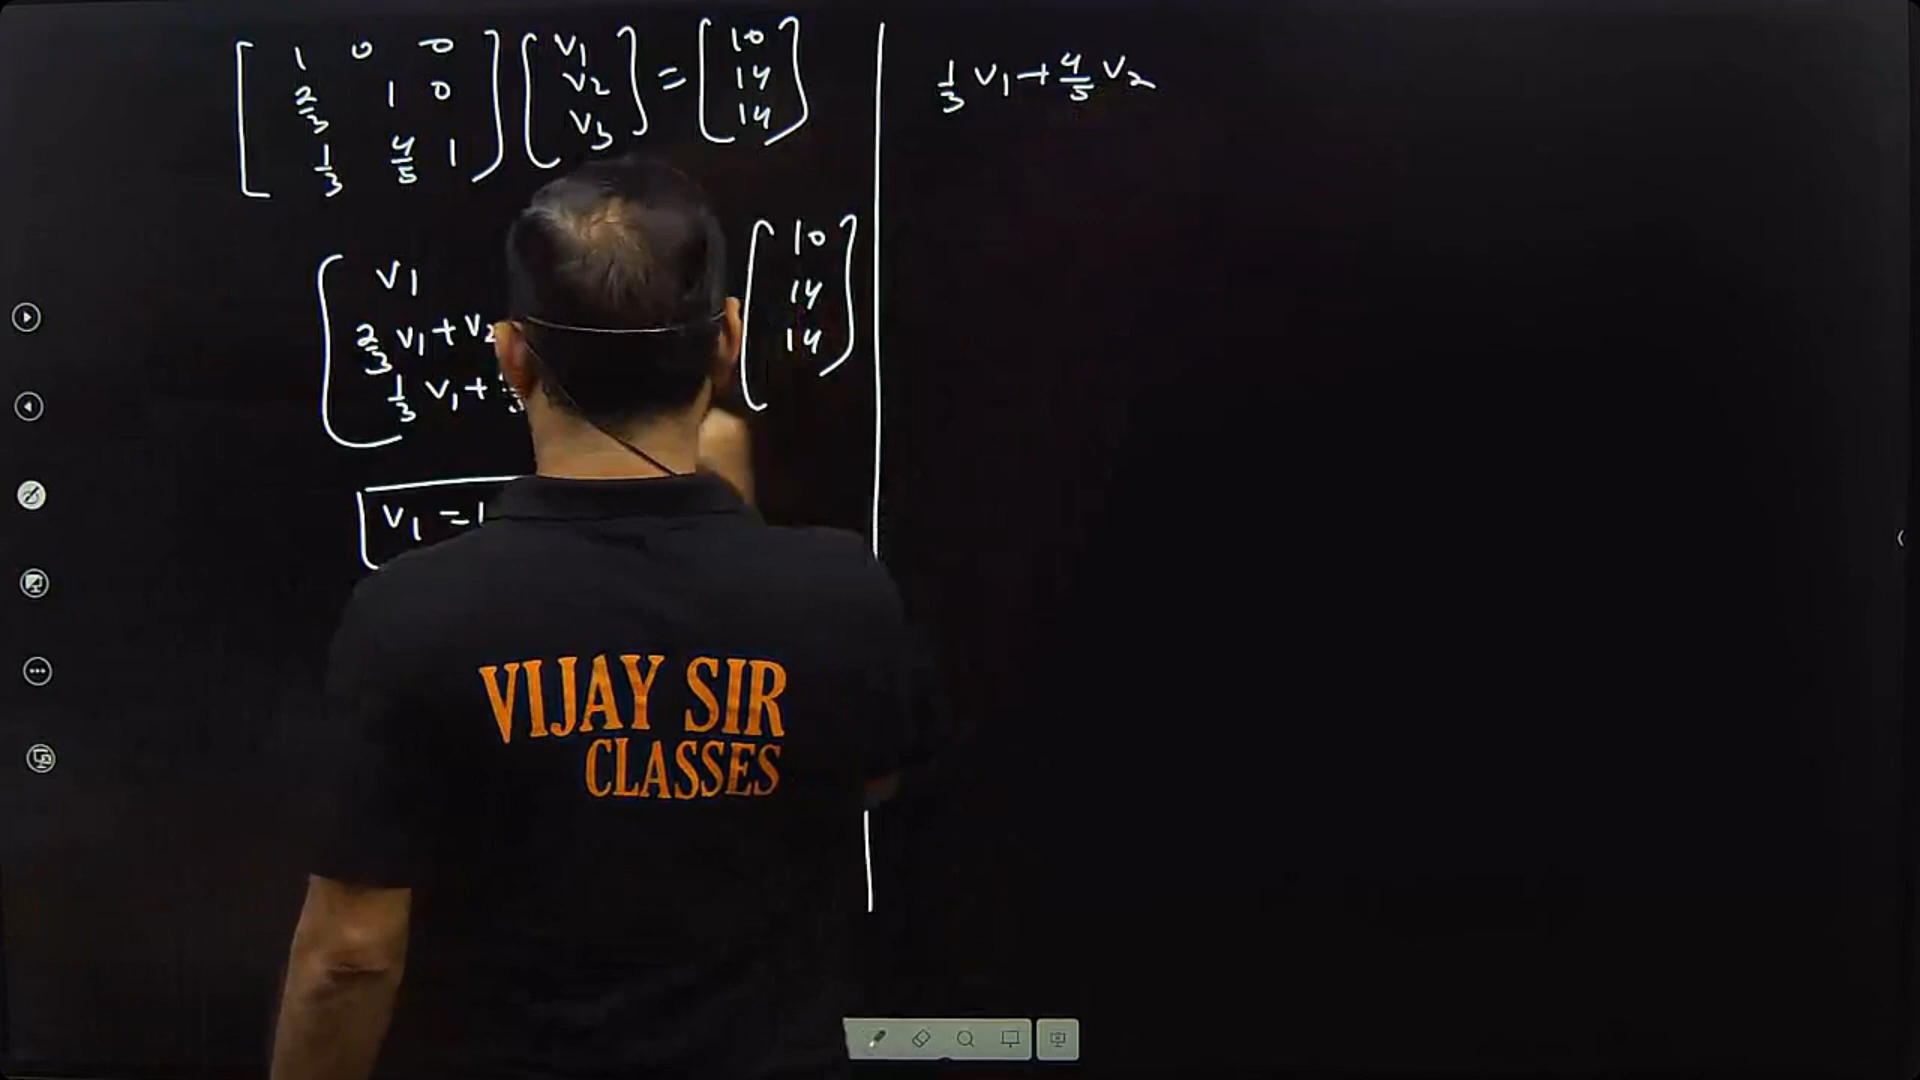 [ 1 0 0 ] [ v1 ] = [ 10 ]
[ 2/3 1 0 ] [ v2 ] [ 14 ]
[ 1/3 4/5 1 ] [ v3 ] [ 14 ]
[ v1 [ 10 ]
2/3 v1 + v2 14
1/3 v1 + 14
v1 =
1/3 v1 + 4/5 v2
VIJAY SIR
CLASSES